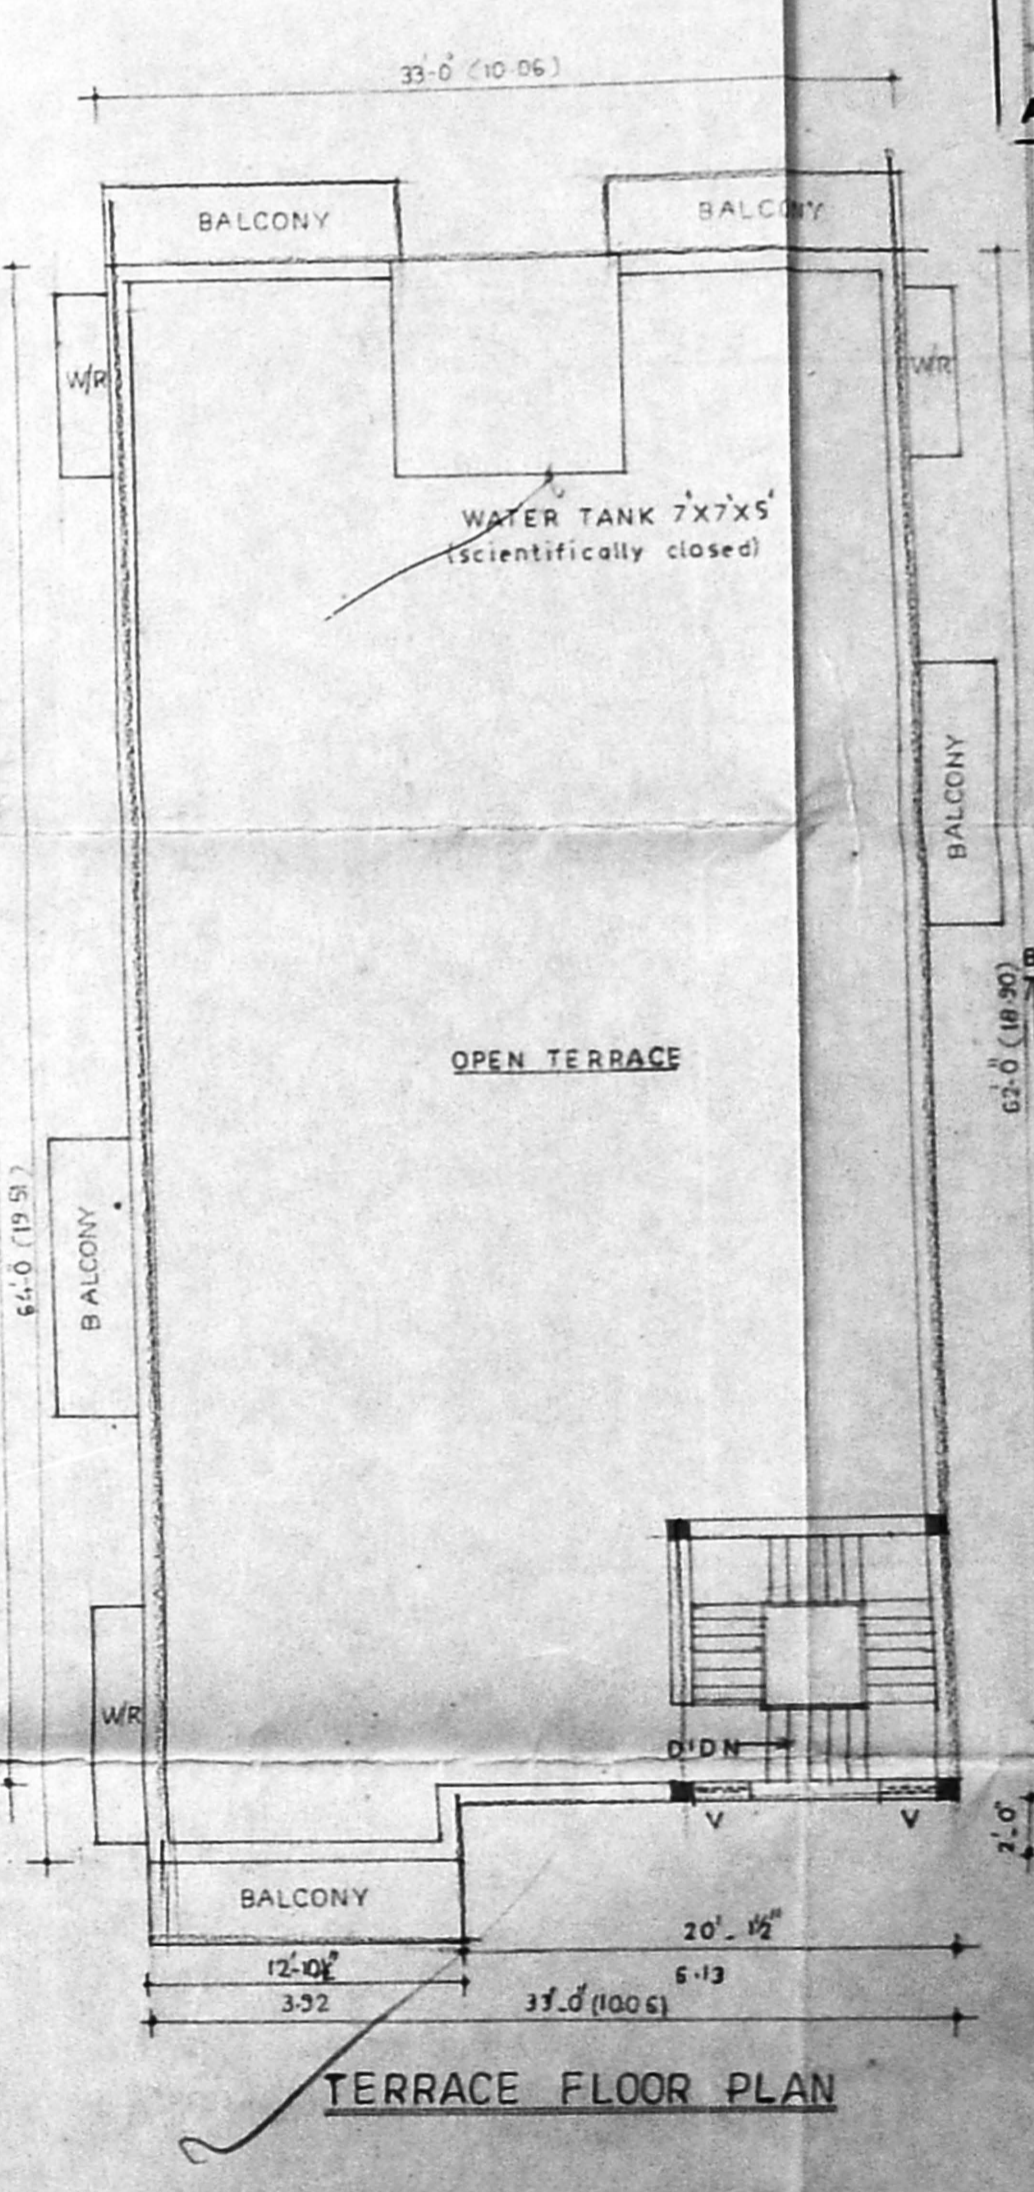 33'-0" (10·06)
BALCONY
BALCONY
W/R
W/R
WATER TANK 7'X7'X5'
(scientifically closed)
BALCONY
62'-0" (18·90)
OPEN TERRACE
64'-0 (19 51)
BALCONY
W/R
D'D N
V
V
2'-0"
BALCONY
20'- 1½"
12'-10½"
6·13
3·92
33'-0" (10·06)
TERRACE FLOOR PLAN